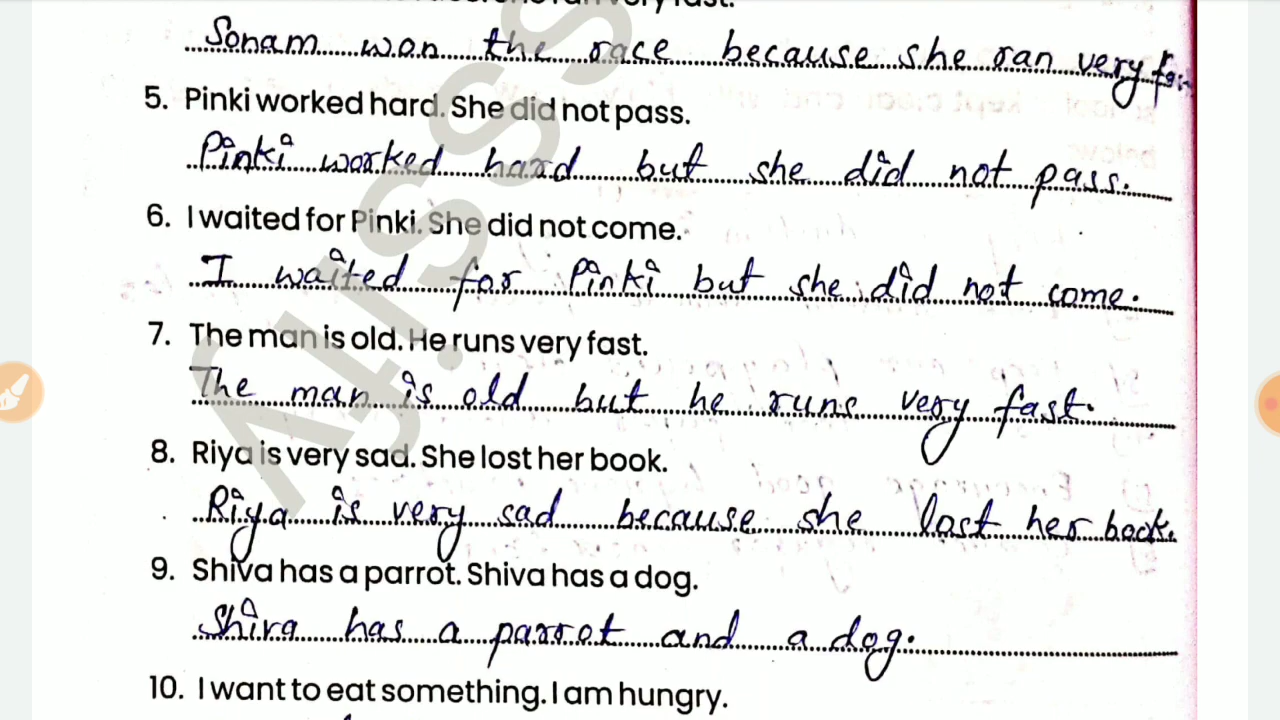 very fast.
Sonam won the race because she ran very
5. Pinki worked hard. She did not pass.
Pinki worked hard but she did not pass.
6. I waited for Pinki. She did not come.
I waited for Pinki but she did not come.
7. The man is old. He runs very fast.
The man is old but he runs very fast.
8. Riya is very sad. She lost her book.
Riya is very sad because she lost her book.
9. Shiva has a parrot. Shiva has a dog.
Shiva has a parrot and a dog.
10. I want to eat something. I am hungry.